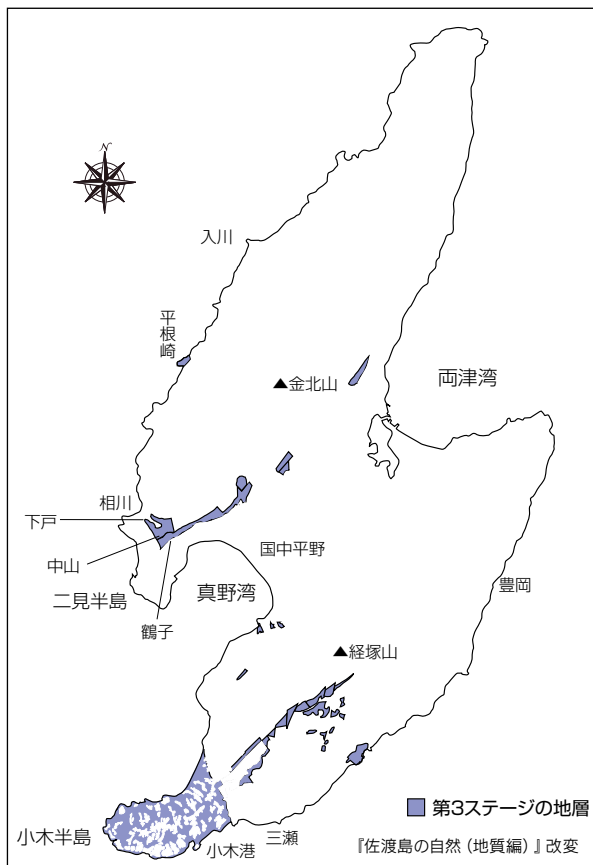 N
入川
平根崎
▲金北山
両津湾
相川
下戸
中山
国中平野
二見半島
真野湾
豊岡
鶴子
▲経塚山
第3ステージの地層
小木半島
小木港
三瀬
『佐渡島の自然（地質編）』改変